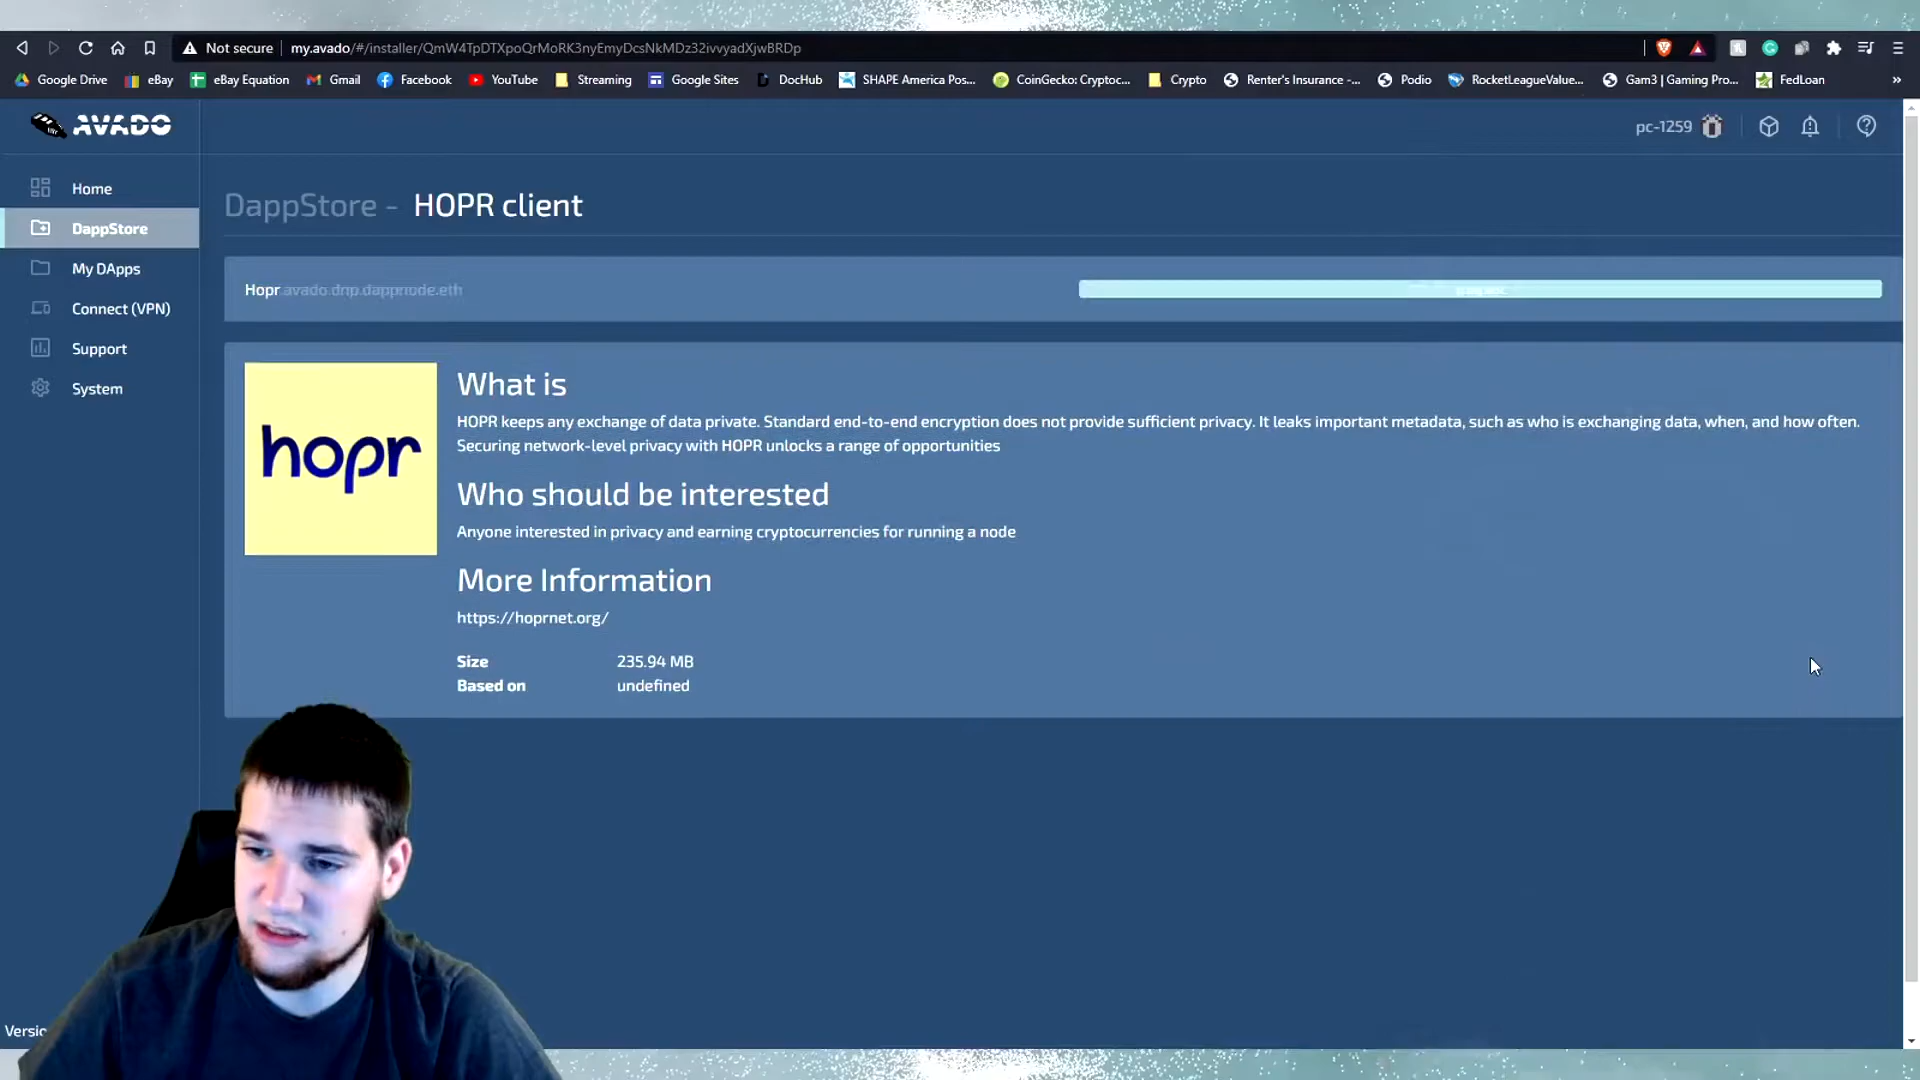 Not secure my.avado/#/installer/QmW4TpDTXpoQrMoRK3nyEmyDcsNkMDz32ivvyadXjwBRDp
Google Drive eBay eBay Equation Gmail Facebook YouTube Streaming Google Sites DocHub SHAPE America Pos... CoinGecko: Cryptoc... Crypto Renter's Insurance -... Podio RocketLeagueValue... Gam3 | Gaming Pro... FedLoan
AVADO
pc-1259
Home
DappStore
My DApps
Connect (VPN)
Support
System
DappStore - HOPR client
Hopr.avado.dnp.dappnode.eth
hopr
What is
HOPR keeps any exchange of data private. Standard end-to-end encryption does not provide sufficient privacy. It leaks important metadata, such as who is exchanging data, when, and how often.
Securing network-level privacy with HOPR unlocks a range of opportunities
Who should be interested
Anyone interested in privacy and earning cryptocurrencies for running a node
More Information
https://hoprnet.org/
Size 235.94 MB
Based on undefined